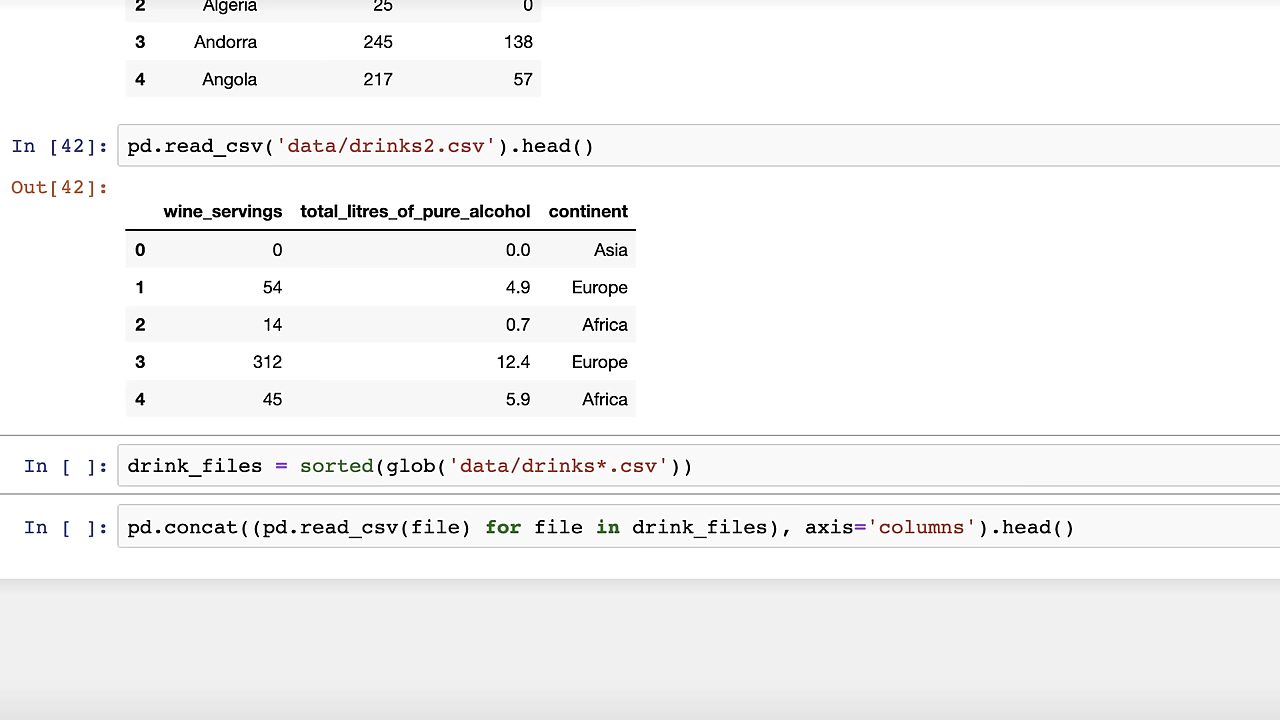 2 Algeria 25 0
3 Andorra 245 138
4 Angola 217 57
In [42]: pd.read_csv('data/drinks2.csv').head()
Out[42]:
wine_servings total_litres_of_pure_alcohol continent
0 0 0.0 Asia
1 54 4.9 Europe
2 14 0.7 Africa
3 312 12.4 Europe
4 45 5.9 Africa
In [ ]: drink_files = sorted(glob('data/drinks*.csv'))
In [ ]: pd.concat((pd.read_csv(file) for file in drink_files), axis='columns').head()